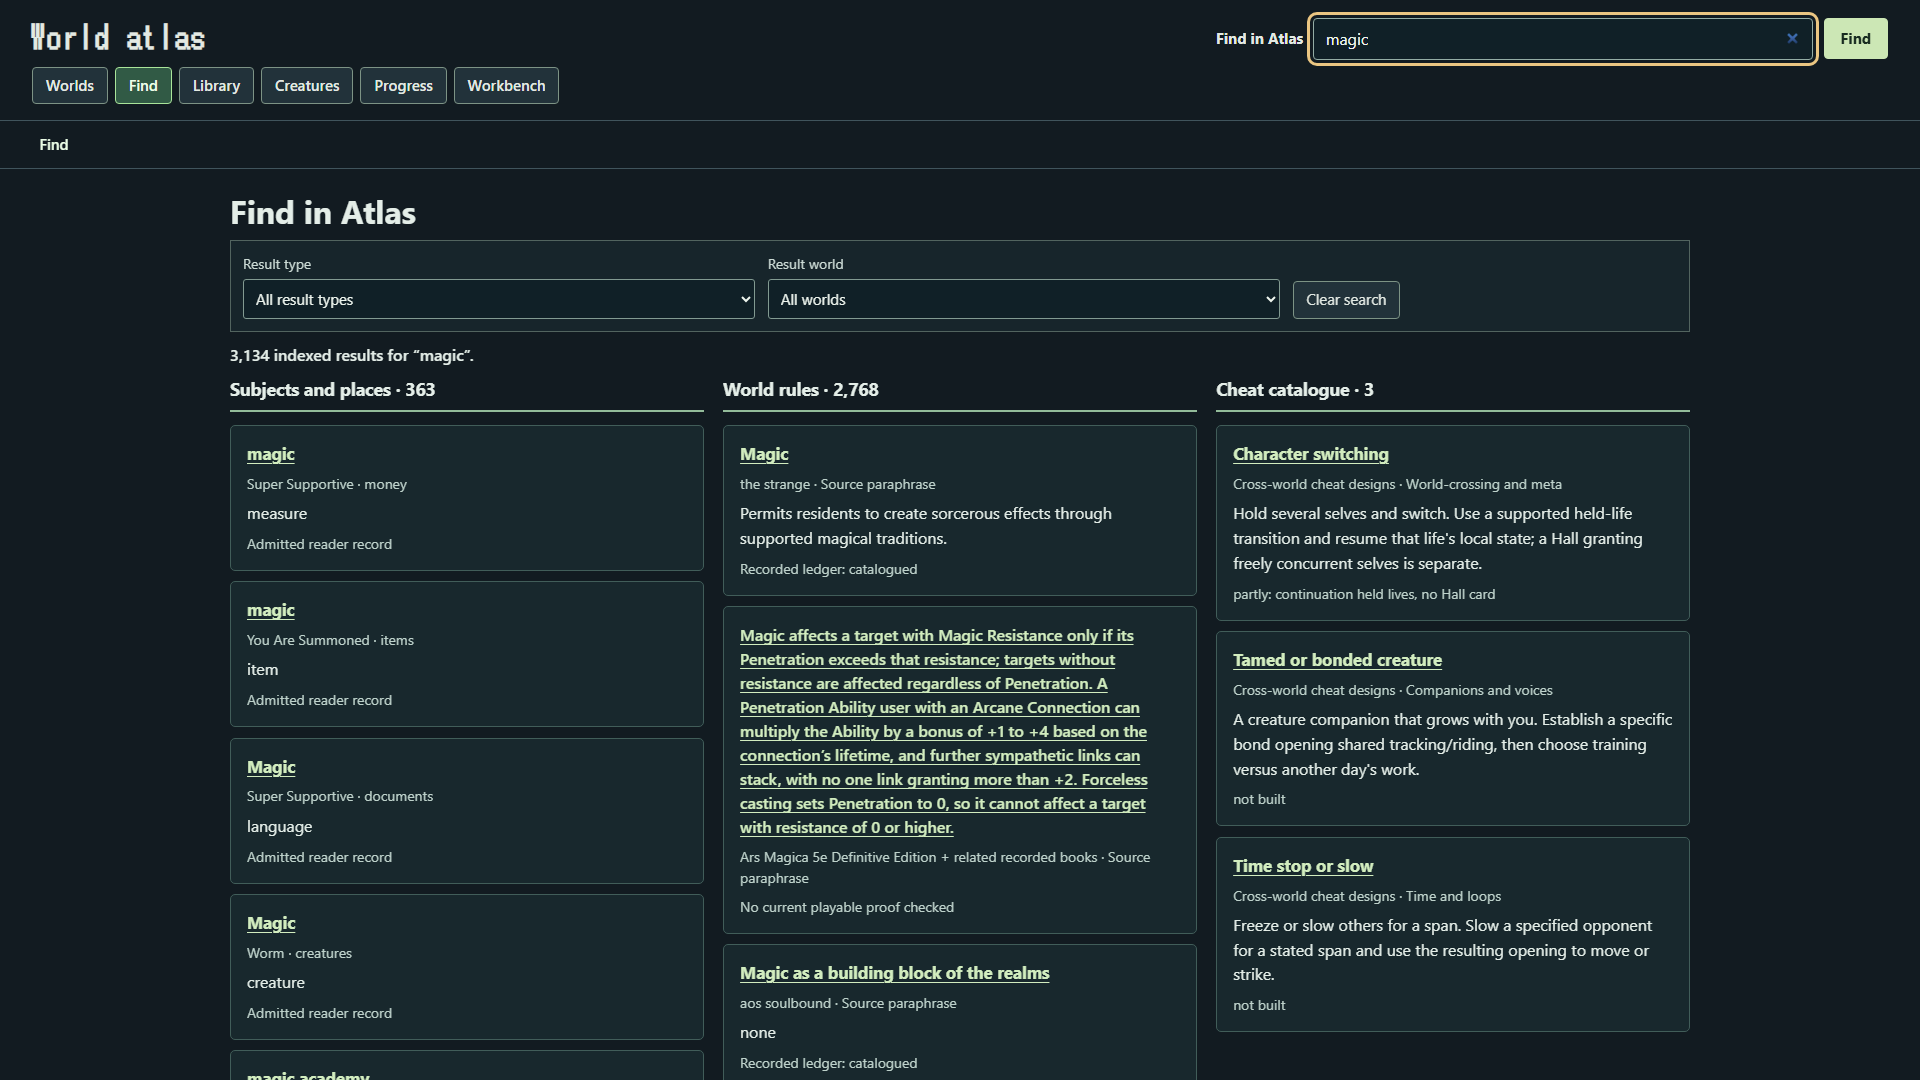 World atlas
Find in Atlas
magic
Find
Worlds
Find
Library
Creatures
Progress
Workbench
Find
Find in Atlas
Result type
All result types
Result world
All worlds
Clear search
3,134 indexed results for “magic”.
Subjects and places · 363
magic
Super Supportive · money
measure
Admitted reader record
magic
You Are Summoned · items
item
Admitted reader record
Magic
Super Supportive · documents
language
Admitted reader record
Magic
Worm · creatures
creature
Admitted reader record
magic academy
World rules · 2,768
Magic
the strange · Source paraphrase
Permits residents to create sorcerous effects through
supported magical traditions.
Recorded ledger: catalogued
Magic affects a target with Magic Resistance only if its
Penetration exceeds that resistance; targets without
resistance are affected regardless of Penetration. A
Penetration Ability user with an Arcane Connection can
multiply the Ability by a bonus of +1 to +4 based on the
connection’s lifetime, and further sympathetic links can
stack, with no one link granting more than +2. Forceless
casting sets Penetration to 0, so it cannot affect a target
with resistance of 0 or higher.
Ars Magica 5e Definitive Edition + related recorded books · Source
paraphrase
No current playable proof checked
Magic as a building block of the realms
aos soulbound · Source paraphrase
none
Recorded ledger: catalogued
Cheat catalogue · 3
Character switching
Cross-world cheat designs · World-crossing and meta
Hold several selves and switch. Use a supported held-life
transition and resume that life's local state; a Hall granting
freely concurrent selves is separate.
partly: continuation held lives, no Hall card
Tamed or bonded creature
Cross-world cheat designs · Companions and voices
A creature companion that grows with you. Establish a specific
bond opening shared tracking/riding, then choose training
versus another day's work.
not built
Time stop or slow
Cross-world cheat designs · Time and loops
Freeze or slow others for a span. Slow a specified opponent
for a stated span and use the resulting opening to move or
strike.
not built